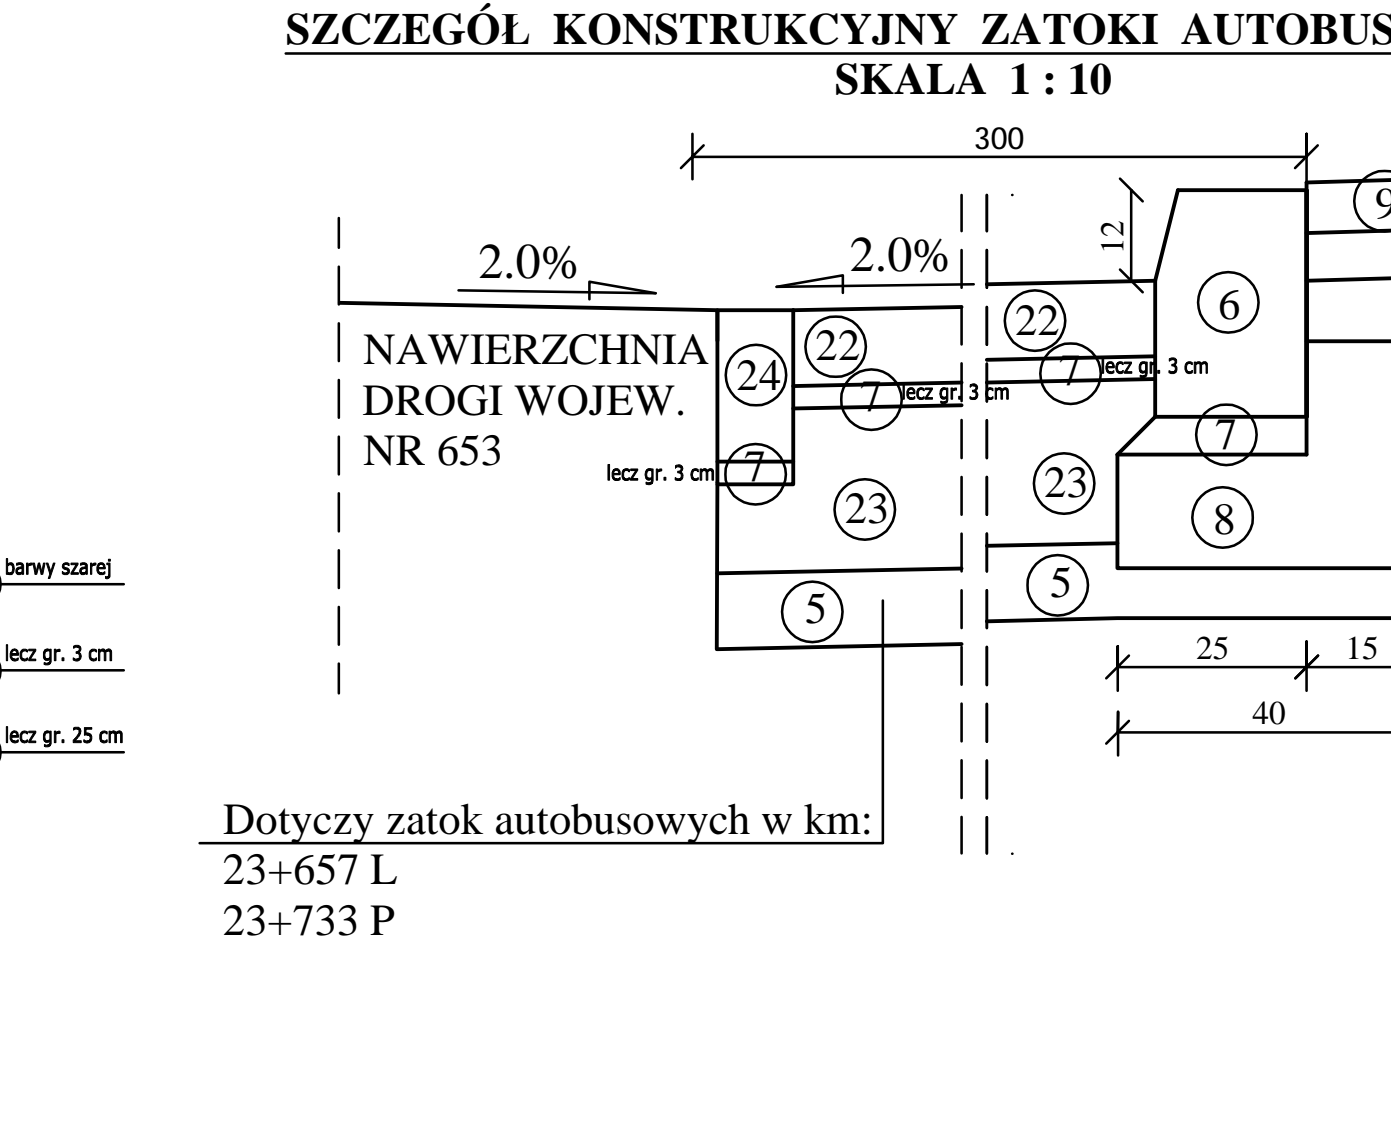 SZCZEGÓŁ KONSTRUKCYJNY ZATOKI AUTOBUS
SKALA 1 : 10
300
9
12
2.0%
2.0%
6
22
22
NAWIERZCHNIA
DROGI WOJEW.
NR 653
24
7 lecz gr. 3 cm
7 lecz gr. 3 cm
7
lecz gr. 3 cm 7
23
23
8
5
5
barwy szarej
lecz gr. 3 cm
lecz gr. 25 cm
25
15
40
Dotyczy zatok autobusowych w km:
23+657 L
23+733 P